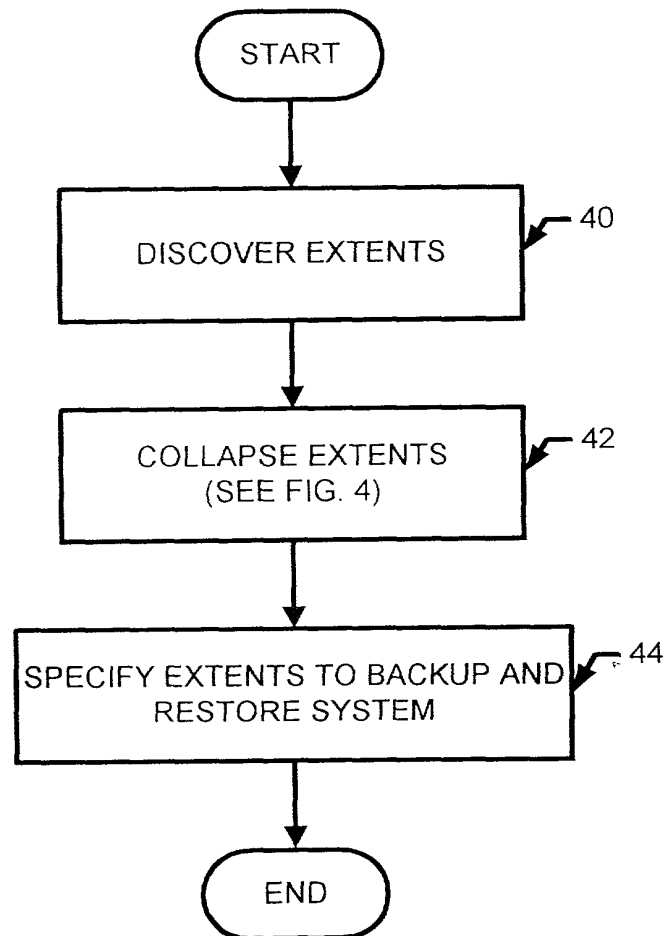 START
DISCOVER EXTENTS
40
COLLAPSE EXTENTS
(SEE FIG. 4)
42
SPECIFY EXTENTS TO BACKUP AND
RESTORE SYSTEM
44
END